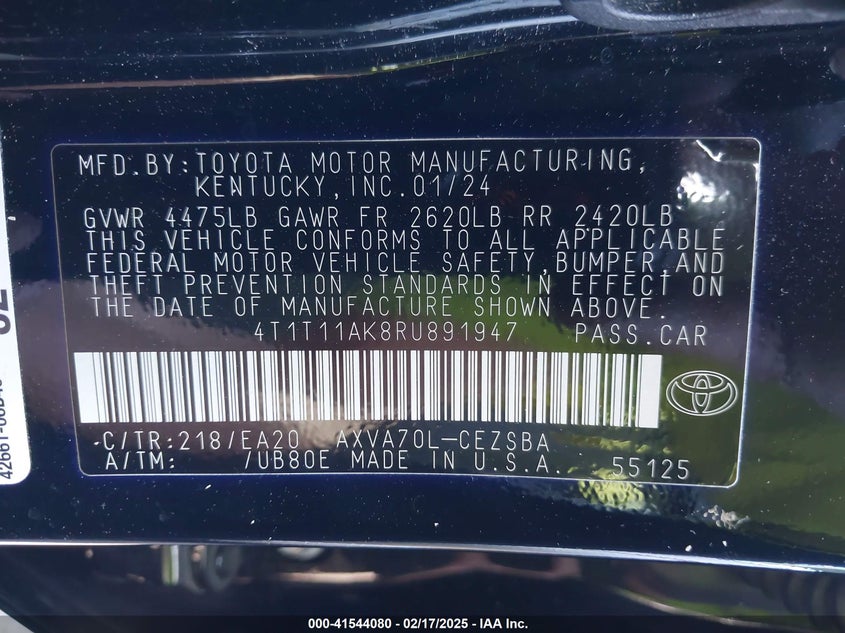 MFD.BY:TOYOTA MOTOR MANUFACTURING,
KENTUCKY,INC.01/24
GVWR 4475LB GAWR FR 2620LB RR 2420LB
THIS VEHICLE CONFORMS TO ALL APPLICABLE
FEDERAL MOTOR VEHICLE SAFETY,BUMPER,AND
THEFT PREVENTION STANDARDS IN EFFECT ON
THE DATE OF MANUFACTURE SHOWN ABOVE.
4T1T11AK8RU891947 PASS.CAR
C/TR:218/EA20 AXVA70L-CEZSBA
A/TM: /UB80E MADE IN U.S.A. 55125
000-41544080 - 02/17/2025 - IAA Inc.